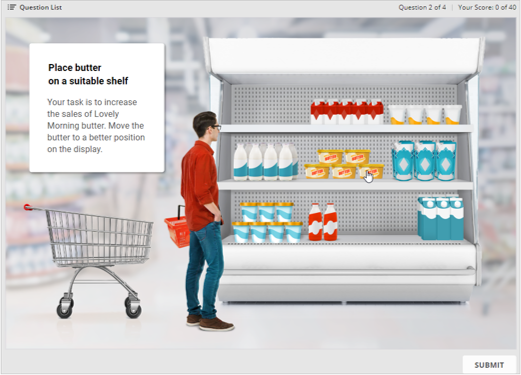 Question List
Question 2 of 4 | Your Score: 0 of 40
Place butter
on a suitable shelf
Your task is to increase
the sales of Lovely
Morning butter. Move the
butter to a better position
on the display.
SUBMIT